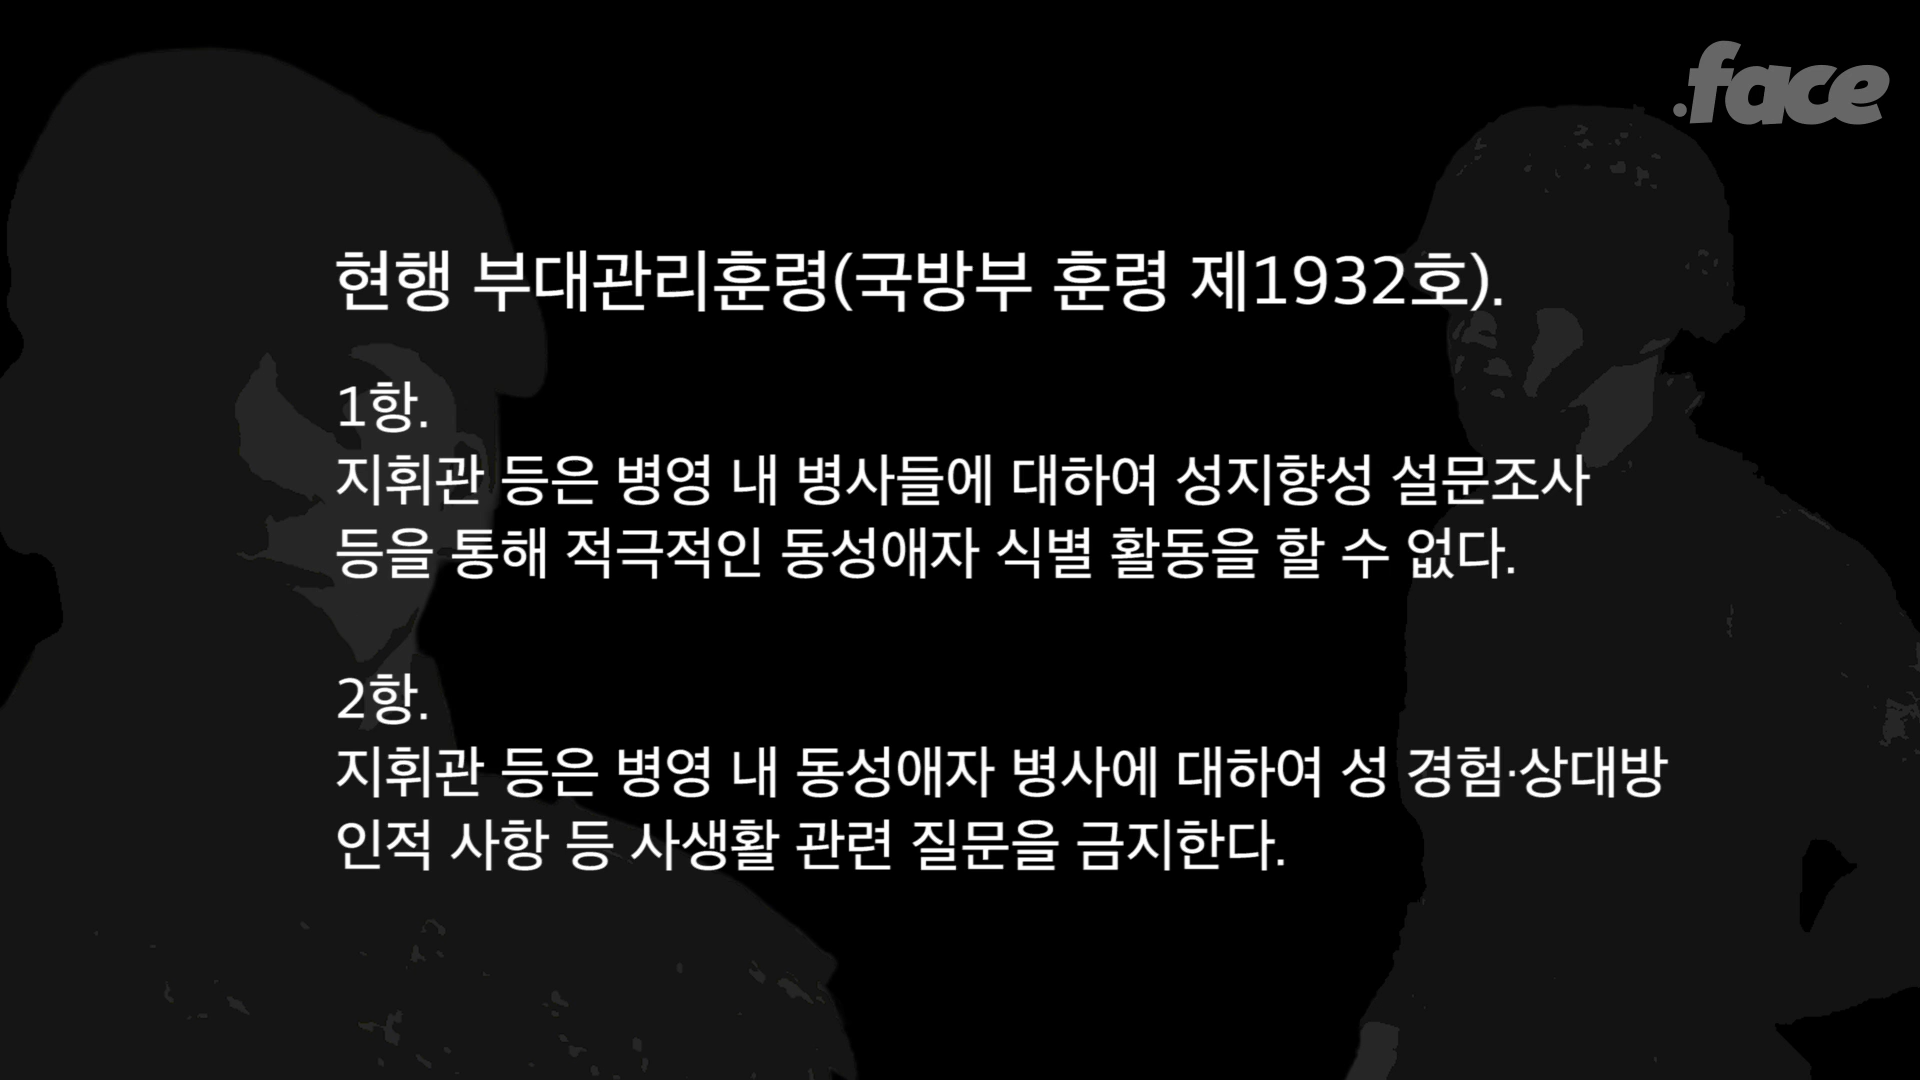 .face
현행 부대관리훈령(국방부 훈령 제1932호).
1항.
지휘관 등은 병영 내 병사들에 대하여 성지향성 설문조사
등을 통해 적극적인 동성애자 식별 활동을 할 수 없다.
2항.
지휘관 등은 병영 내 동성애자 병사에 대하여 성 경험·상대방
인적 사항 등 사생활 관련 질문을 금지한다.